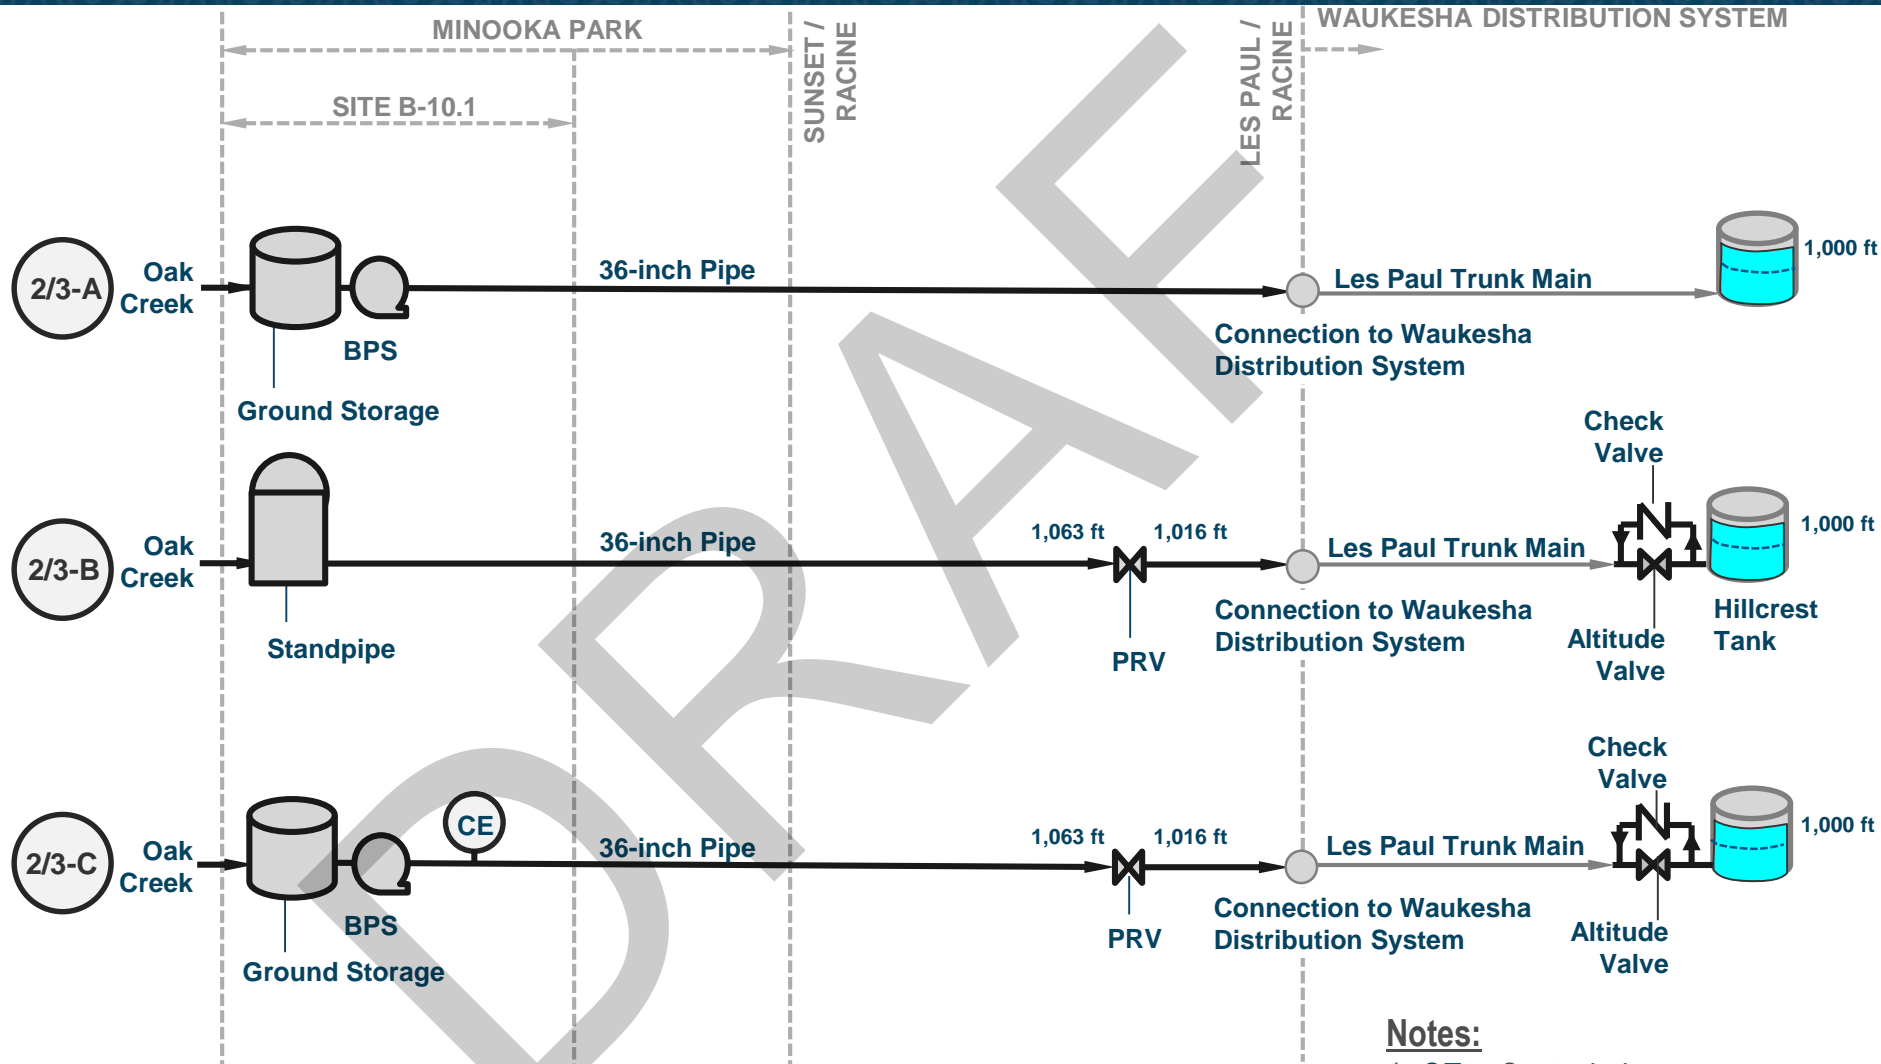 WAUKESHA DISTRIBUTION SYSTEM
MINOOKA PARK
SITE B-10.1
SUNSET /
RACINE
LES PAUL /
RACINE
2/3-A
Oak
Creek
BPS
Ground Storage
36-inch Pipe
Les Paul Trunk Main
Connection to Waukesha
Distribution System
1,000 ft
2/3-B
Oak
Creek
Standpipe
36-inch Pipe
1,063 ft
1,016 ft
PRV
Les Paul Trunk Main
Connection to Waukesha
Distribution System
Check
Valve
Altitude
Valve
1,000 ft
Hillcrest
Tank
2/3-C
Oak
Creek
BPS
Ground Storage
CE
36-inch Pipe
1,063 ft
1,016 ft
PRV
Les Paul Trunk Main
Connection to Waukesha
Distribution System
Check
Valve
Altitude
Valve
1,000 ft
Notes:
DRAF